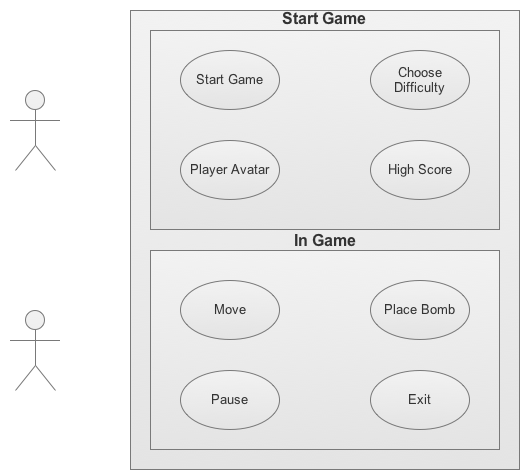 Start Game
Start Game
Choose
Difficulty
Player Avatar
High Score
In Game
Move
Place Bomb
Pause
Exit